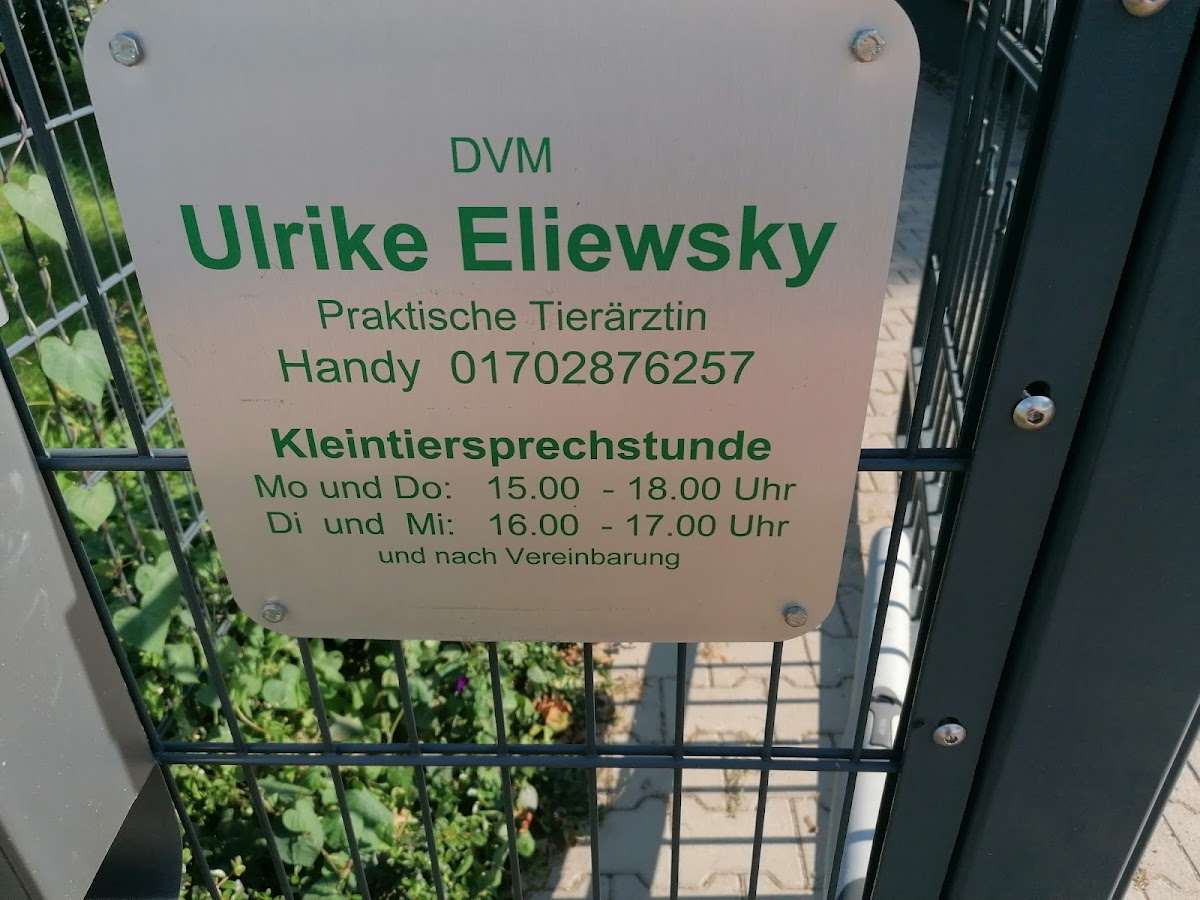 DVM
Ulrike Eliewsky
Praktische Tierärztin
Handy 01702876257
Kleintiersprechstunde
Mo und Do: 15.00 - 18.00 Uhr
Di und Mi: 16.00 - 17.00 Uhr
und nach Vereinbarung